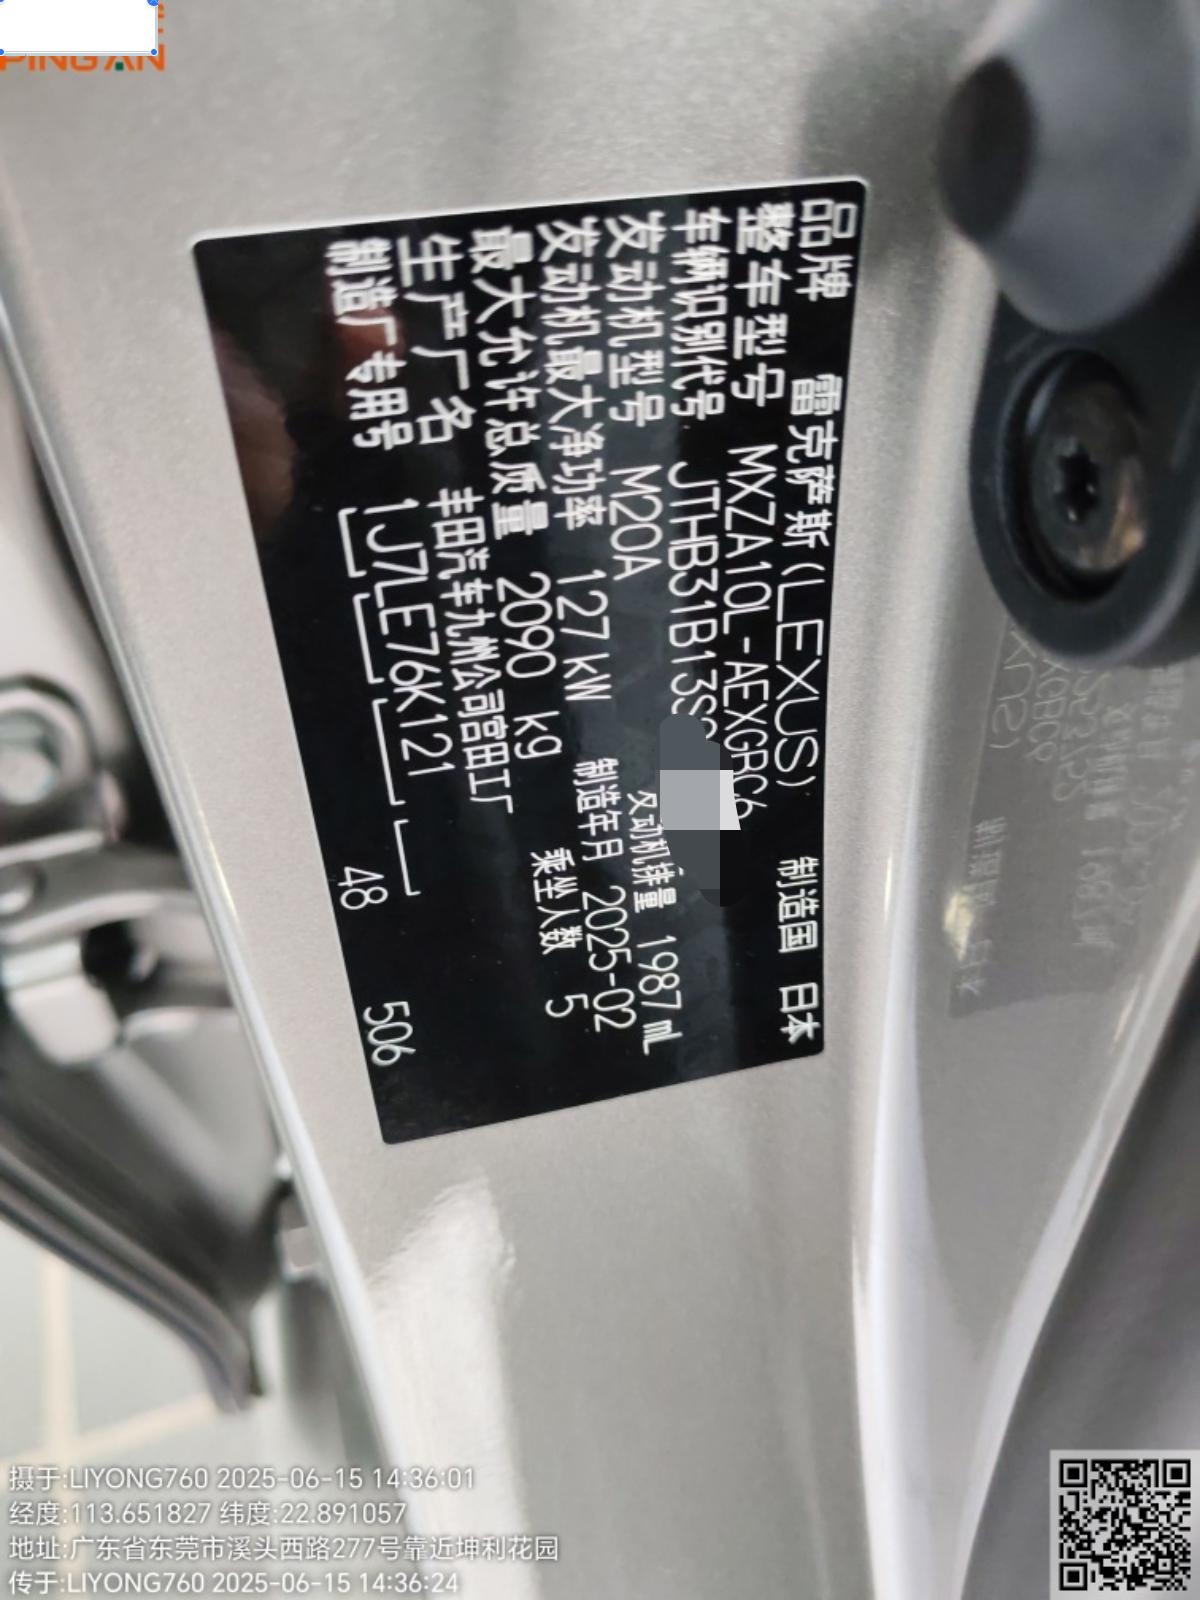 PING AN
品牌 雷克萨斯(LEXUS) 制造国 日本
整车型号 MXZA10L-AEXGBC6
车辆识别代号 JTHB31B13S
发动机型号 M20A 发动机排量 1987 mL
发动机最大净功率 127 kW 制造年月 2025-02
最大允许总质量 2090 kg 乘坐人数 5
生产厂名 丰田汽车九州公司宫田工厂
制造厂专用号 1J7LE76K121 506
48
摄于:LIYONG760 2025-06-15 14:36:01
经度:113.651827 纬度:22.891057
地址:广东省东莞市溪头西路277号靠近坤利花园
传于:LIYONG760 2025-06-15 14:36:24